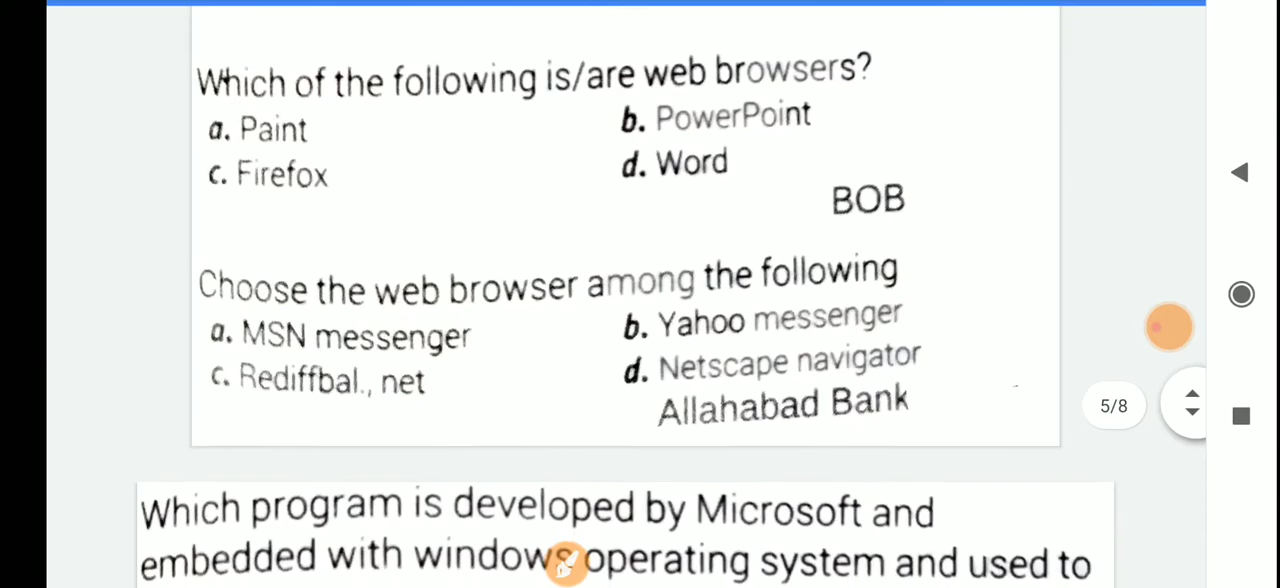 Which of the following is/are web browsers?
a. Paint b. PowerPoint
c. Firefox d. Word
BOB
Choose the web browser among the following
a. MSN messenger b. Yahoo messenger
c. Rediffbal., net d. Netscape navigator
Allahabad Bank
5/8
Which program is developed by Microsoft and
embedded with windows operating system and used to